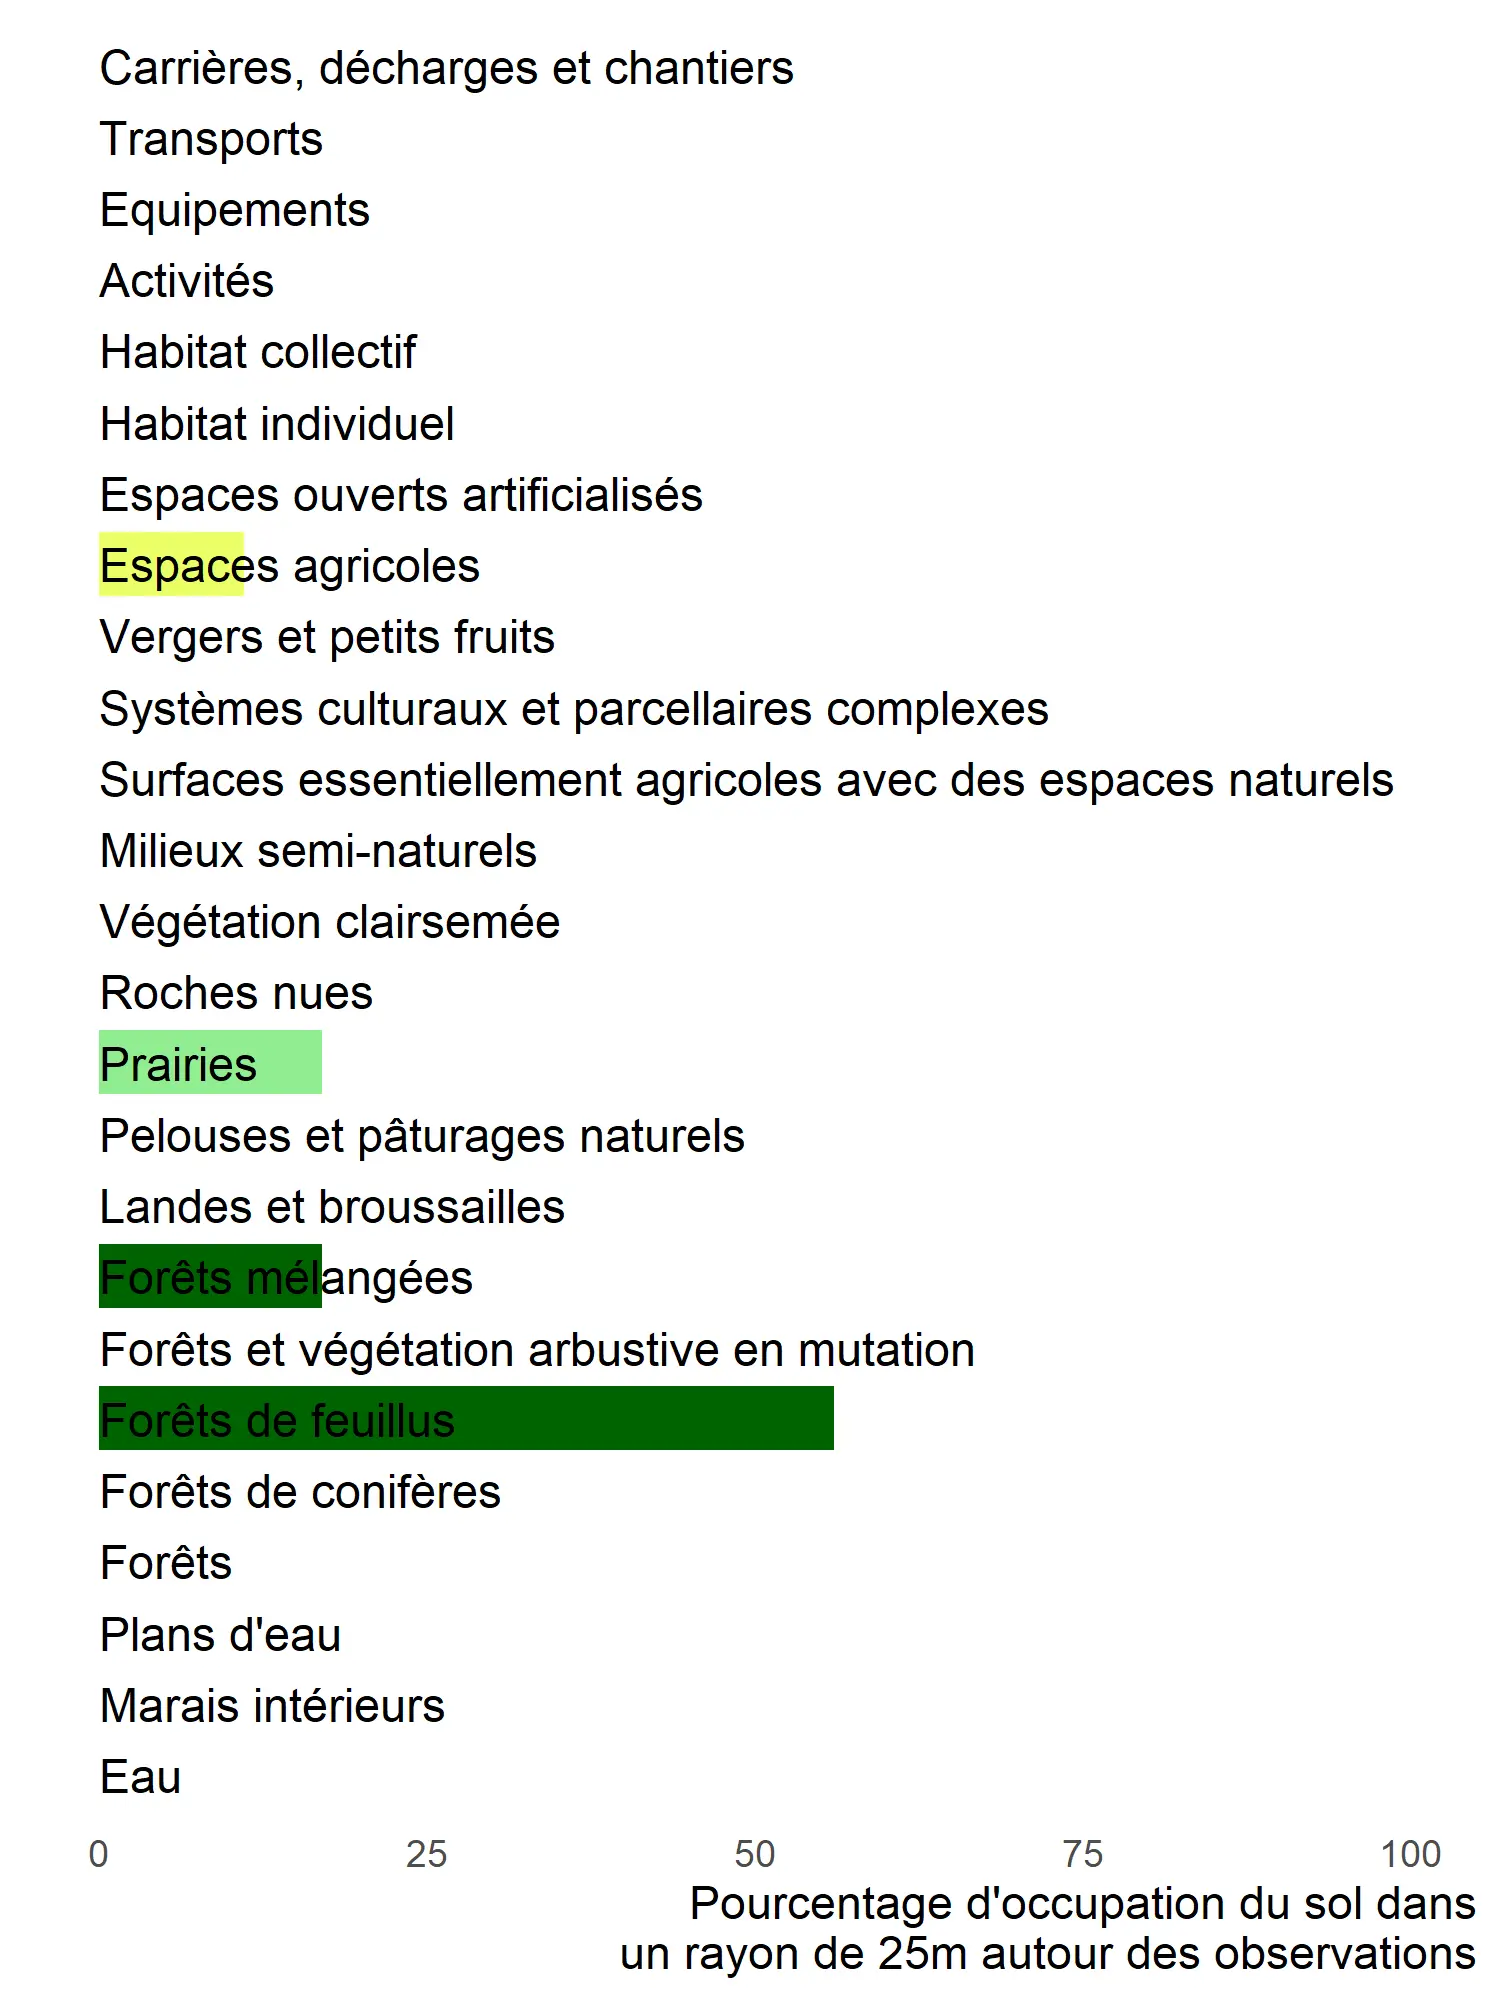 Carrières, décharges et chantiers
Transports
Equipements
Activités
Habitat collectif
Habitat individuel
Espaces ouverts artificialisés
Espaces agricoles
Vergers et petits fruits
Systèmes culturaux et parcellaires complexes
Surfaces essentiellement agricoles avec des espaces naturels
Milieux semi-naturels
Végétation clairsemée
Roches nues
Prairies
Pelouses et pâturages naturels
Landes et broussailles
Forêts mélangées
Forêts et végétation arbustive en mutation
Forêts de feuillus
Forêts de conifères
Forêts
Plans d'eau
Marais intérieurs
Eau
0 25 50 75 100
Pourcentage d'occupation du sol dans
un rayon de 25m autour des observations